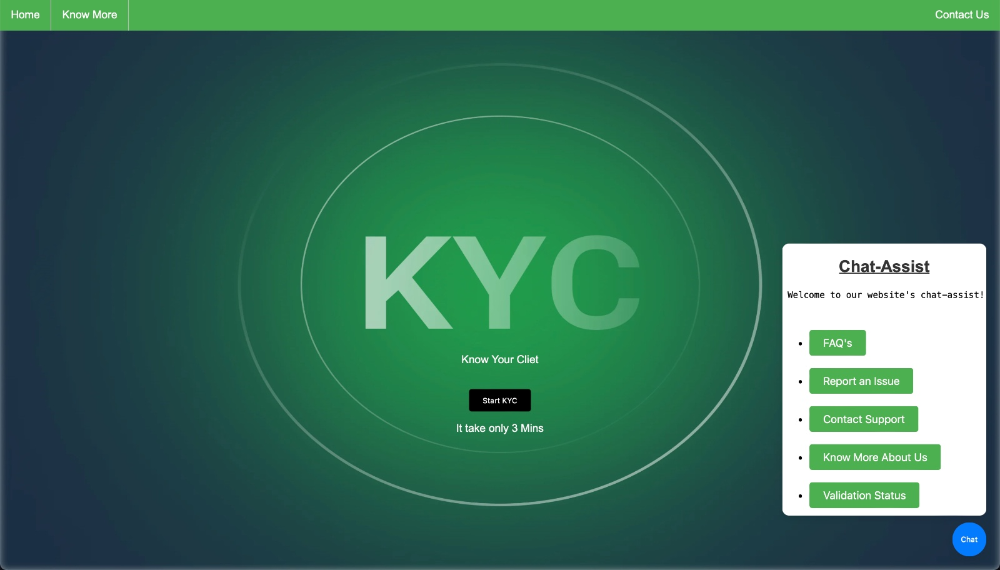 Home
Know More
Contact Us
KYC
Know Your Cliet
Start KYC
It take only 3 Mins
Chat-Assist
Welcome to our website's chat-assist!
FAQ's
Report an Issue
Contact Support
Know More About Us
Validation Status
Chat